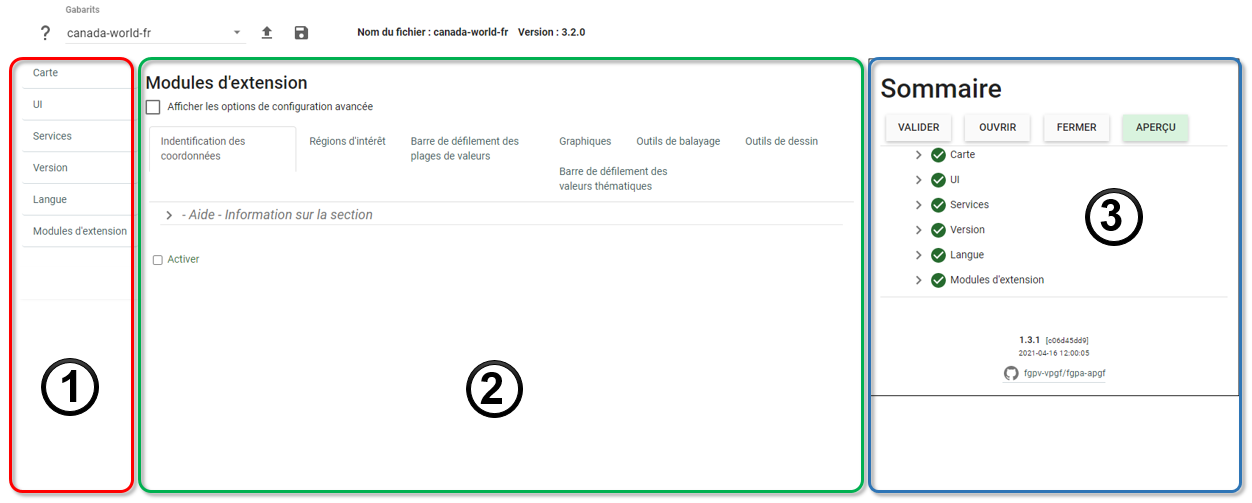 Gabarits
? canada-world-fr Nom du fichier : canada-world-fr Version : 3.2.0
Carte
UI
Services
Version
Langue
Modules d'extension
1
Modules d'extension
Afficher les options de configuration avancée
Indentification des
coordonnées
Régions d'intérêt
Barre de défilement des
plages de valeurs
Graphiques
Outils de balayage
Outils de dessin
Barre de défilement des
valeurs thématiques
- Aide - Information sur la section
Activer
2
Sommaire
VALIDER OUVRIR FERMER APERÇU
Carte
UI
Services
Version
Langue
Modules d'extension
3
1.3.1 [c06d45dd9]
2021-04-16 12:00:05
fgpv-vpgf/fgpa-apgf